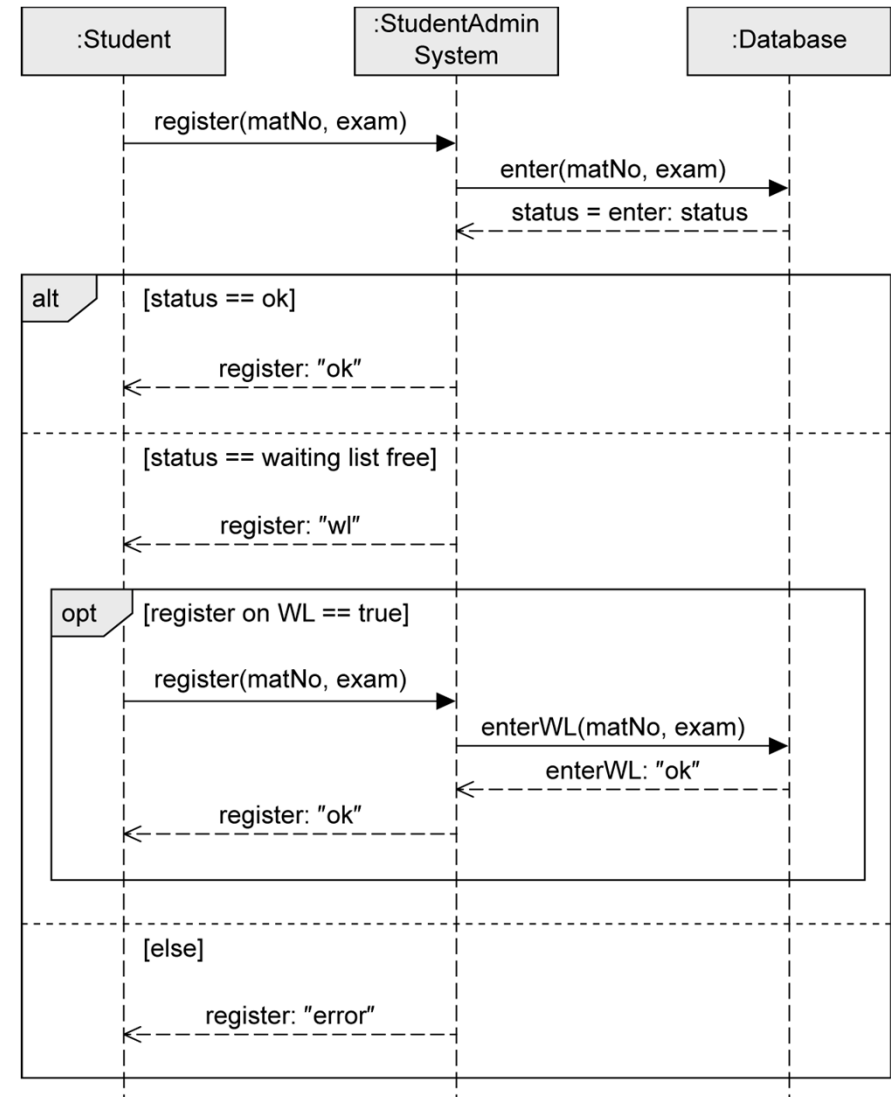 :Student
:StudentAdmin
System
:Database
register(matNo, exam)
enter(matNo, exam)
status = enter: status
alt
[status == ok]
register: "ok"
[status == waiting list free]
register: "wl"
opt
[register on WL == true]
register(matNo, exam)
enterWL(matNo, exam)
enterWL: "ok"
register: "ok"
[else]
register: "error"